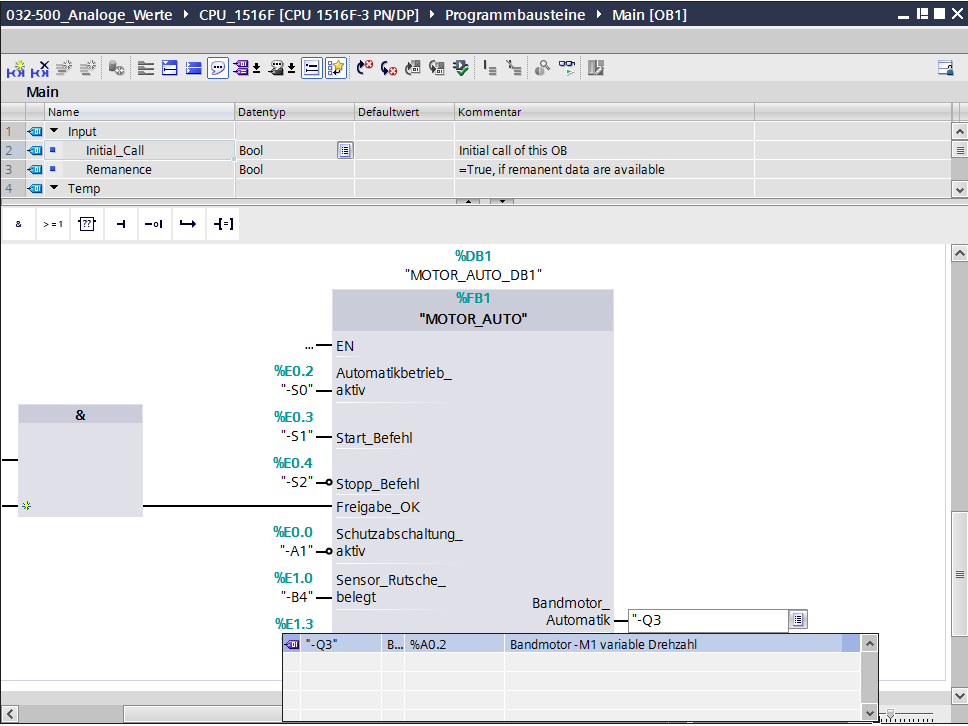 032-500_Analoge_Werte ▸ CPU_1516F [CPU 1516F-3 PN/DP] ▸ Programmbausteine ▸ Main [OB1]
Main
Name Datentyp Defaultwert Kommentar
1 Input
2 Initial_Call Bool Initial call of this OB
3 Remanence Bool =True, if remanent data are available
4 Temp
& >=1 ??
%DB1
"MOTOR_AUTO_DB1"
%FB1
"MOTOR_AUTO"
... EN
%E0.2 Automatikbetrieb_
"-S0" aktiv
&
%E0.3
"-S1" Start_Befehl
%E0.4
"-S2" Stopp_Befehl
Freigabe_OK
%E0.0 Schutzabschaltung_
"-A1" aktiv
%E1.0 Sensor_Rutsche_
"-B4" belegt
Bandmotor_
Automatik "-Q3
%E1.3
"-Q3" B... %A0.2 Bandmotor -M1 variable Drehzahl